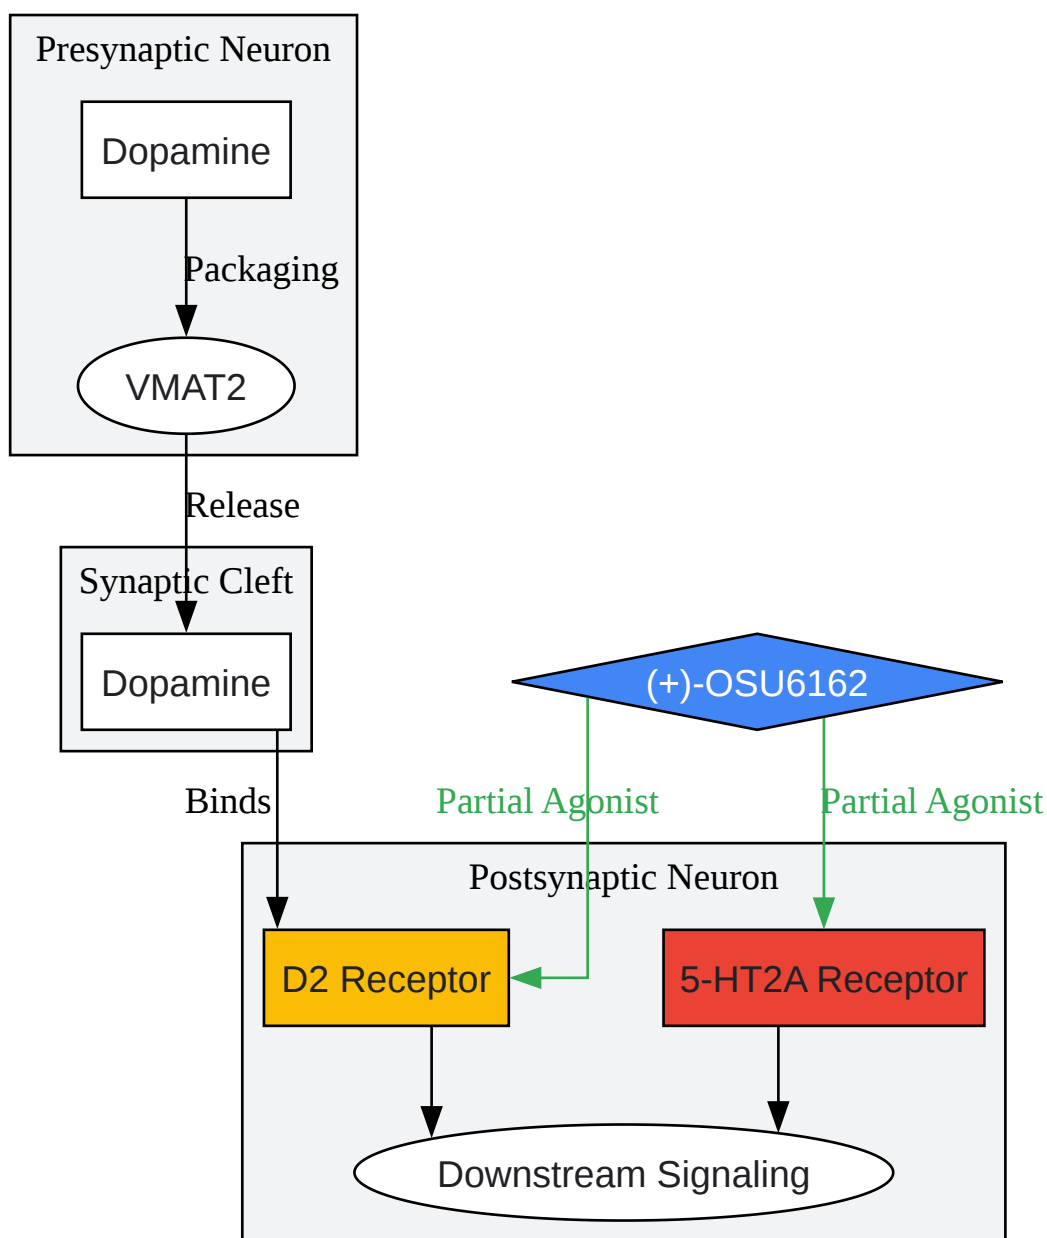 Presynaptic Neuron
Dopamine
Packaging
VMAT2
Release
Synaptic Cleft
Dopamine
(+)-OSU6162
Binds
Partial Agonist
Partial Agonist
Postsynaptic Neuron
D2 Receptor
5-HT2A Receptor
Downstream Signaling